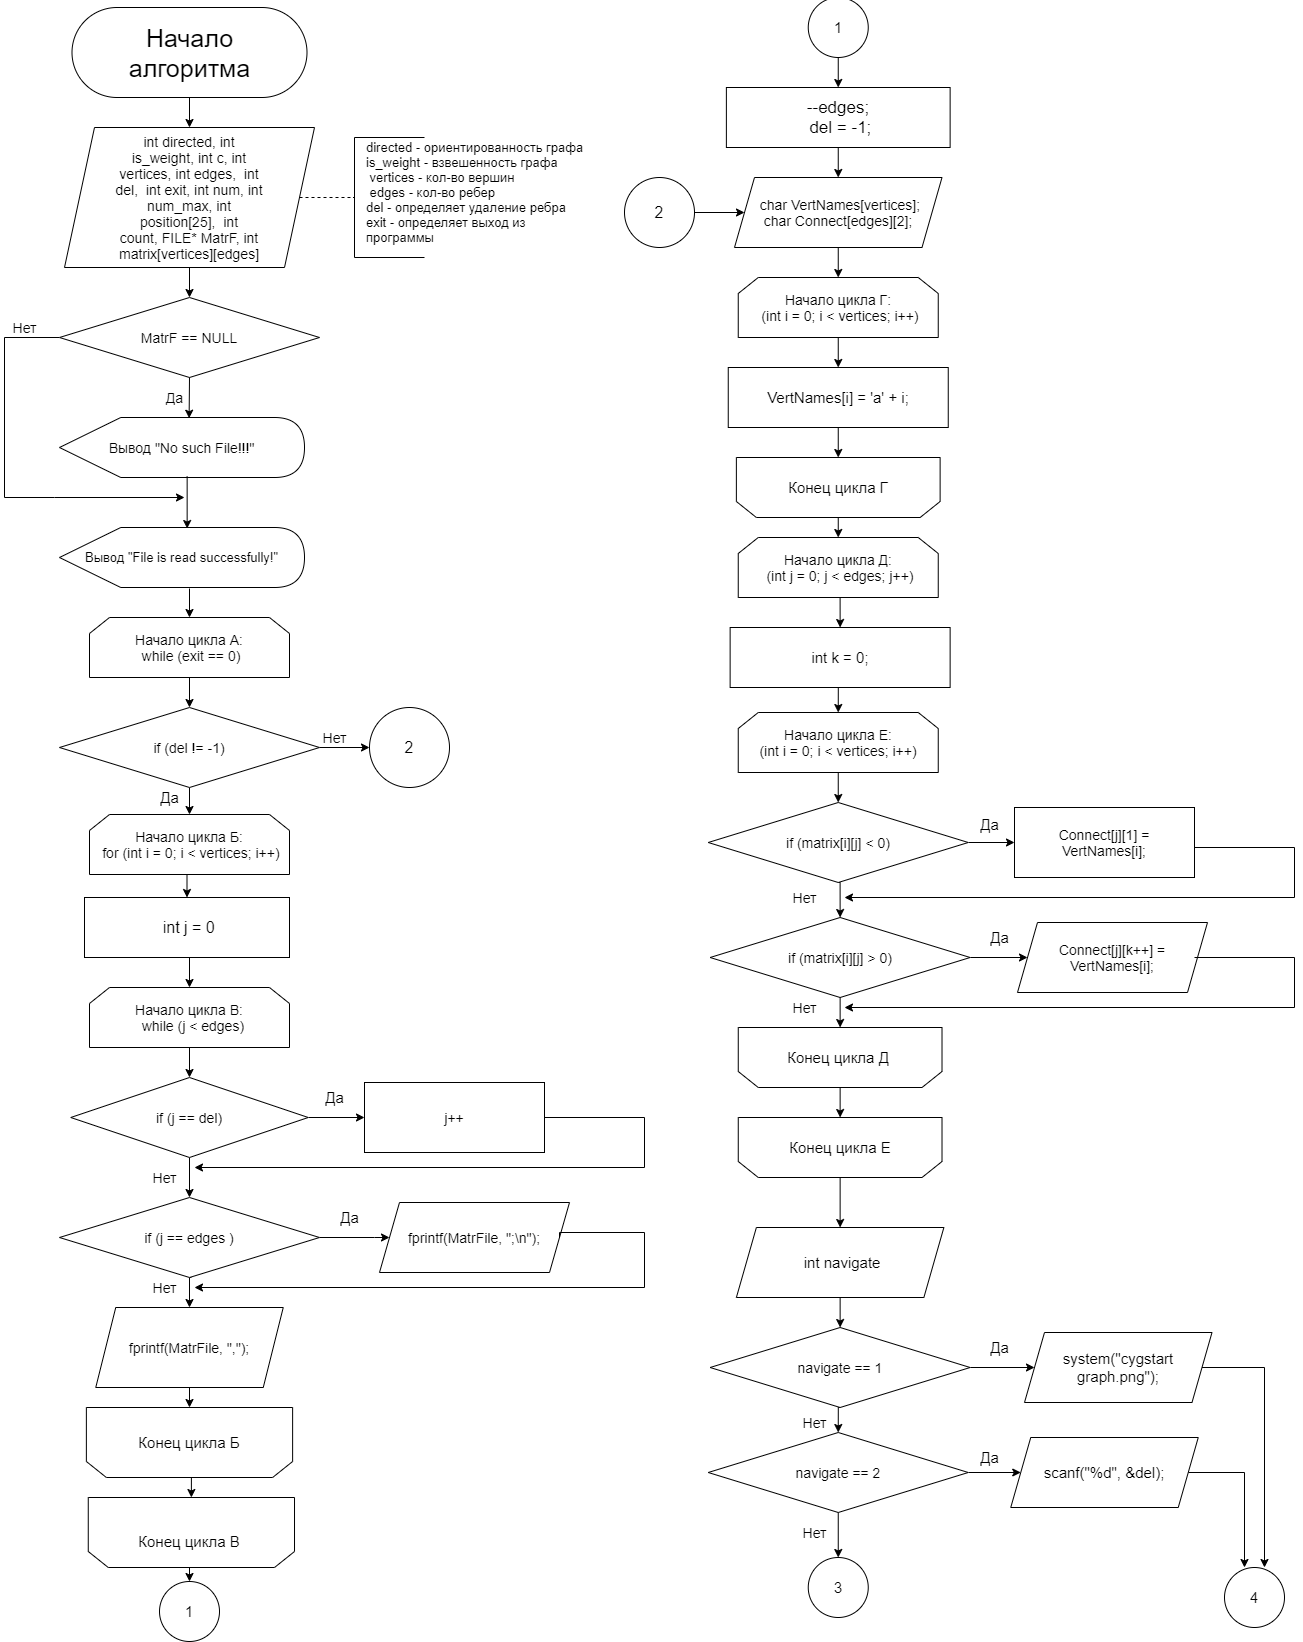 Начало
алгоритма
int directed, int
is_weight, int c, int
vertices, int edges, int
del, int exit, int num, int
num_max, int
position[25], int
count, FILE* MatrF, int
matrix[vertices][edges]
directed - ориентированность графа
is_weight - взвешенность графа
vertices - кол-во вершин
edges - кол-во ребер
del - определяет удаление ребра
exit - определяет выход из
программы
MatrF == NULL
Нет
Да
Вывод "No such File!!!"
Вывод "File is read successfully!"
Начало цикла А:
while (exit == 0)
if (del != -1)
Нет
2
Да
Начало цикла Б:
for (int i = 0; i < vertices; i++)
int j = 0
Начало цикла В:
while (j < edges)
if (j == del)
Да
j++
Нет
if (j == edges )
Да
fprintf(MatrFile, ";\n");
Нет
fprintf(MatrFile, ",");
Конец цикла Б
Конец цикла В
1
1
--edges;
del = -1;
2
char VertNames[vertices];
char Connect[edges][2];
Начало цикла Г:
(int i = 0; i < vertices; i++)
VertNames[i] = 'a' + i;
Конец цикла Г
Начало цикла Д:
(int j = 0; j < edges; j++)
int k = 0;
Начало цикла Е:
(int i = 0; i < vertices; i++)
if (matrix[i][j] < 0)
Да
Connect[j][1] =
VertNames[i];
Нет
if (matrix[i][j] > 0)
Да
Connect[j][k++] =
VertNames[i];
Нет
Конец цикла Д
Конец цикла Е
int navigate
navigate == 1
Да
system("cygstart
graph.png");
Нет
navigate == 2
Да
scanf("%d", &del);
Нет
3
4